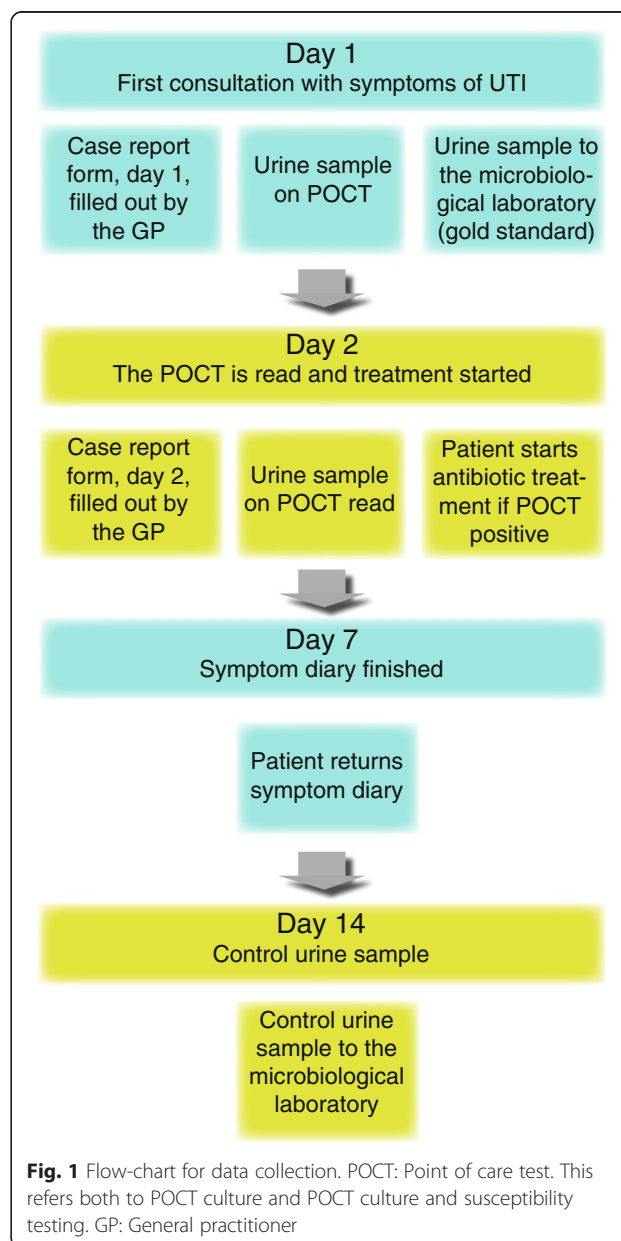 Day 1
First consultation with symptoms of UTI
Case report
form, day 1,
filled out by
the GP
Urine sample
on POCT
Urine sample to
the microbiolo-
gical laboratory
(gold standard)
Day 2
The POCT is read and treatment started
Case report
form, day 2,
filled out by
the GP
Urine sample
on POCT read
Patient starts
antibiotic treat-
ment if POCT
positive
Day 7
Symptom diary finished
Patient returns
symptom diary
Day 14
Control urine sample
Control urine
sample to the
microbiological
laboratory
Fig. 1 Flow-chart for data collection. POCT: Point of care test. This
refers both to POCT culture and POCT culture and susceptibility
testing. GP: General practitioner